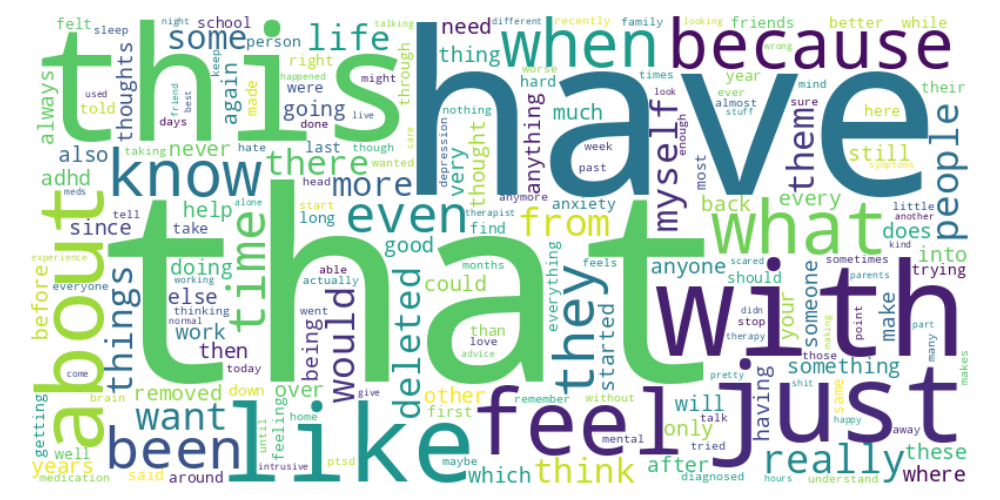 felt
sleep
night
school
some
person
life
talking
need
different
recently
family
friends
better
while
looking
this
have
when
because
thing
wrong
always
thoughts
told
used
friend
best
days
again
keep
made
were
right
happened
going
done
live
might
through
worse
hard
times
year
ever
mind
almost
stuff
sure
here
their
nothing
much
look
enough
also
taking
never
hate
last
though
wanted
care
depression
very
thought
anything
week
past
myself
most
them
still
symptoms
people
adhd
meds
know
there
head
more
anymore
since
tell
take
help
alone
start
long
time
even
therapist
find
from
anxiety
back
every
what
little
another
kind
does
into
about
that
good
experience
everyone
before
things
doing
working
else
thinking
normal
work
then
today
able
actually
went
being
would
months
could
deleted
than
love
advice
everything
they
feels
started
anyone
scared
should
sometimes
parents
with
trying
didn
stop
therapy
your
those
someone
making
point
make
part
many
makes
come
brain
removed
down
over
give
other
first
remember
without
pretty
shit
something
same
happy
getting
well
years
medication
want
been
said
around
until
feeling
home
intrusive
ptsd
like
maybe
which
feel
think
mental
talk
tried
after
only
will
diagnosed
just
having
hours
really
understand
away
these
where